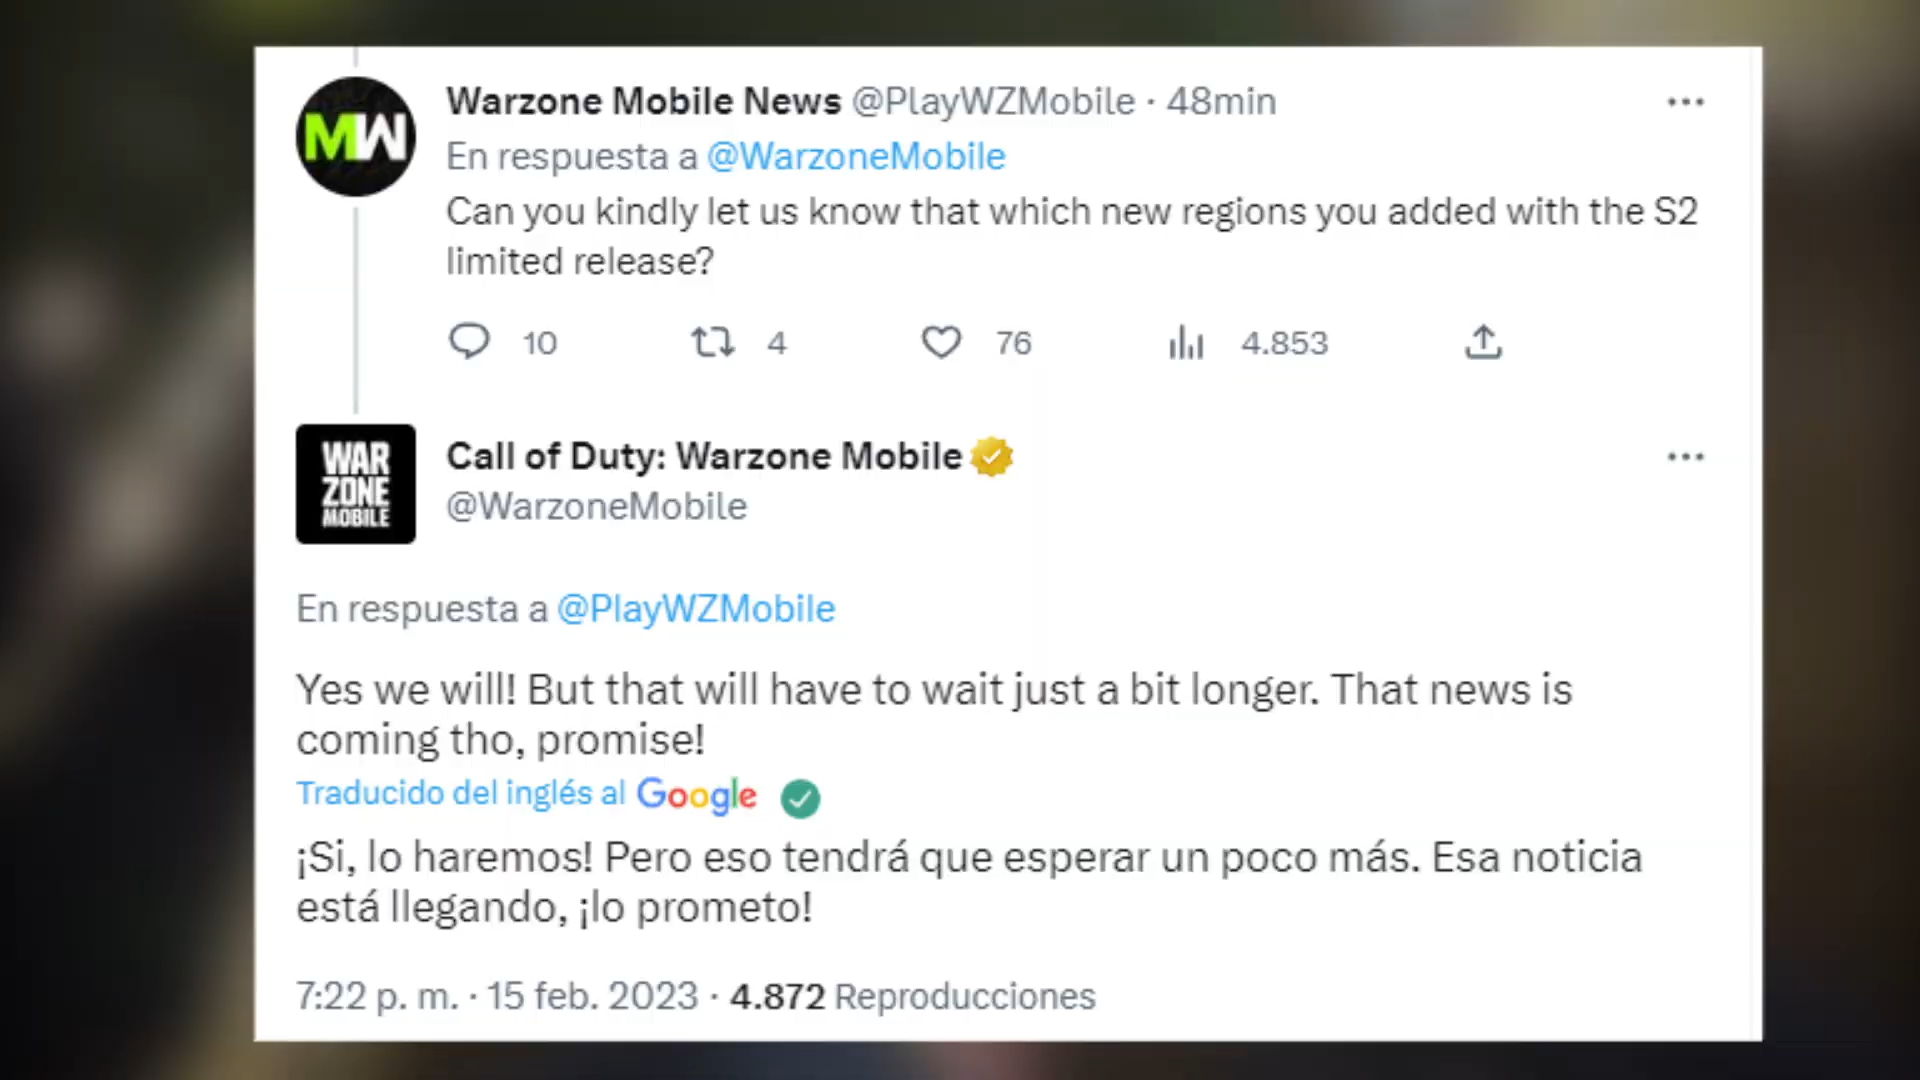 MW
Warzone Mobile News @PlayWZMobile · 48min
En respuesta a @WarzoneMobile
Can you kindly let us know that which new regions you added with the S2
limited release?
10 4 76 4.853
WAR
ZONE
MOBILE
Call of Duty: Warzone Mobile
@WarzoneMobile
En respuesta a @PlayWZMobile
Yes we will! But that will have to wait just a bit longer. That news is
coming tho, promise!
Traducido del inglés al Google
¡Si, lo haremos! Pero eso tendrá que esperar un poco más. Esa noticia
está llegando, ¡lo prometo!
7:22 p. m. · 15 feb. 2023 · 4.872 Reproducciones